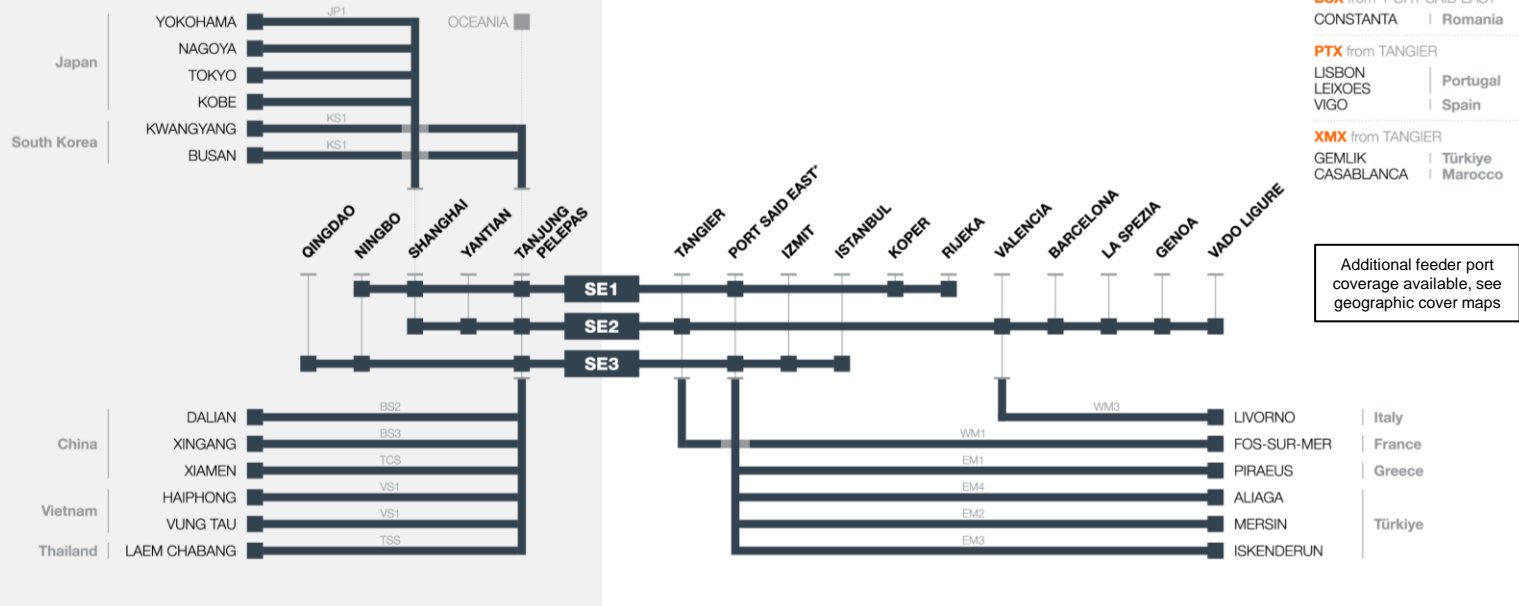 BSX from PORT SAID EAST
CONSTANTA Romania
PTX from TANGIER
LISBON
LEIXOES Portugal
VIGO Spain
XMX from TANGIER
GEMLIK Türkiye
CASABLANCA Marocco
Additional feeder port
coverage available, see
geographic cover maps
JP1
YOKOHAMA
OCEANIA
NAGOYA
Japan
TOKYO
KOBE
KS1
KWANGYANG
South Korea
KS1
BUSAN
QINGDAO
NINGBO
SHANGHAI
YANTIAN
TANJUNG
PELEPAS
TANGIER
PORT SAID EAST*
IZMIT
ISTANBUL
KOPER
RIJEKA
VALENCIA
BARCELONA
LA SPEZIA
GENOA
VADO LIGURE
SE1
SE2
SE3
BS2
DALIAN
BS3
China
XINGANG
TCS
XIAMEN
VS1
HAIPHONG
Vietnam
VS1
VUNG TAU
TSS
Thailand LAEM CHABANG
WM3
LIVORNO Italy
WM1
FOS-SUR-MER France
EM1
PIRAEUS Greece
EM4
ALIAGA
EM2
MERSIN Türkiye
EM3
ISKENDERUN